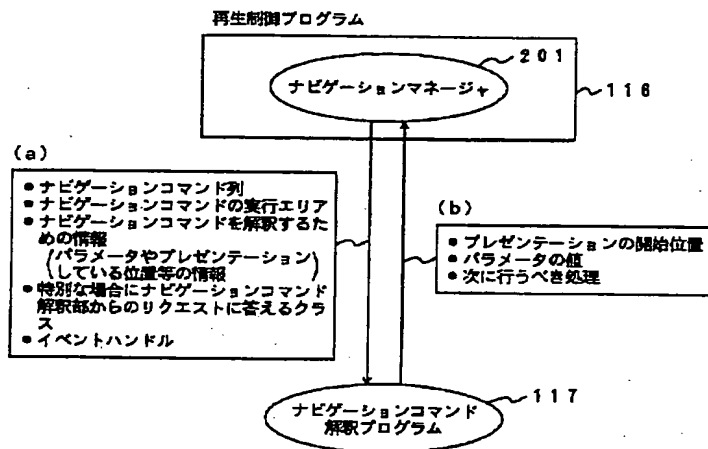 再生制御プログラム
201
ナビゲーションマネージャ
116
(a)
● ナビゲーションコマンド列
● ナビゲーションコマンドの実行エリア
● ナビゲーションコマンドを解釈するた
めの情報
(パラメータやプレゼンテーション
している位置等の情報)
● 特別な場合にナビゲーションコマンド
解釈部からのリクエストに答えるクラ
ス
● イベントハンドル
(b)
● プレゼンテーションの開始位置
● パラメータの値
● 次に行うべき処理
117
ナビゲーションコマンド
解釈プログラム